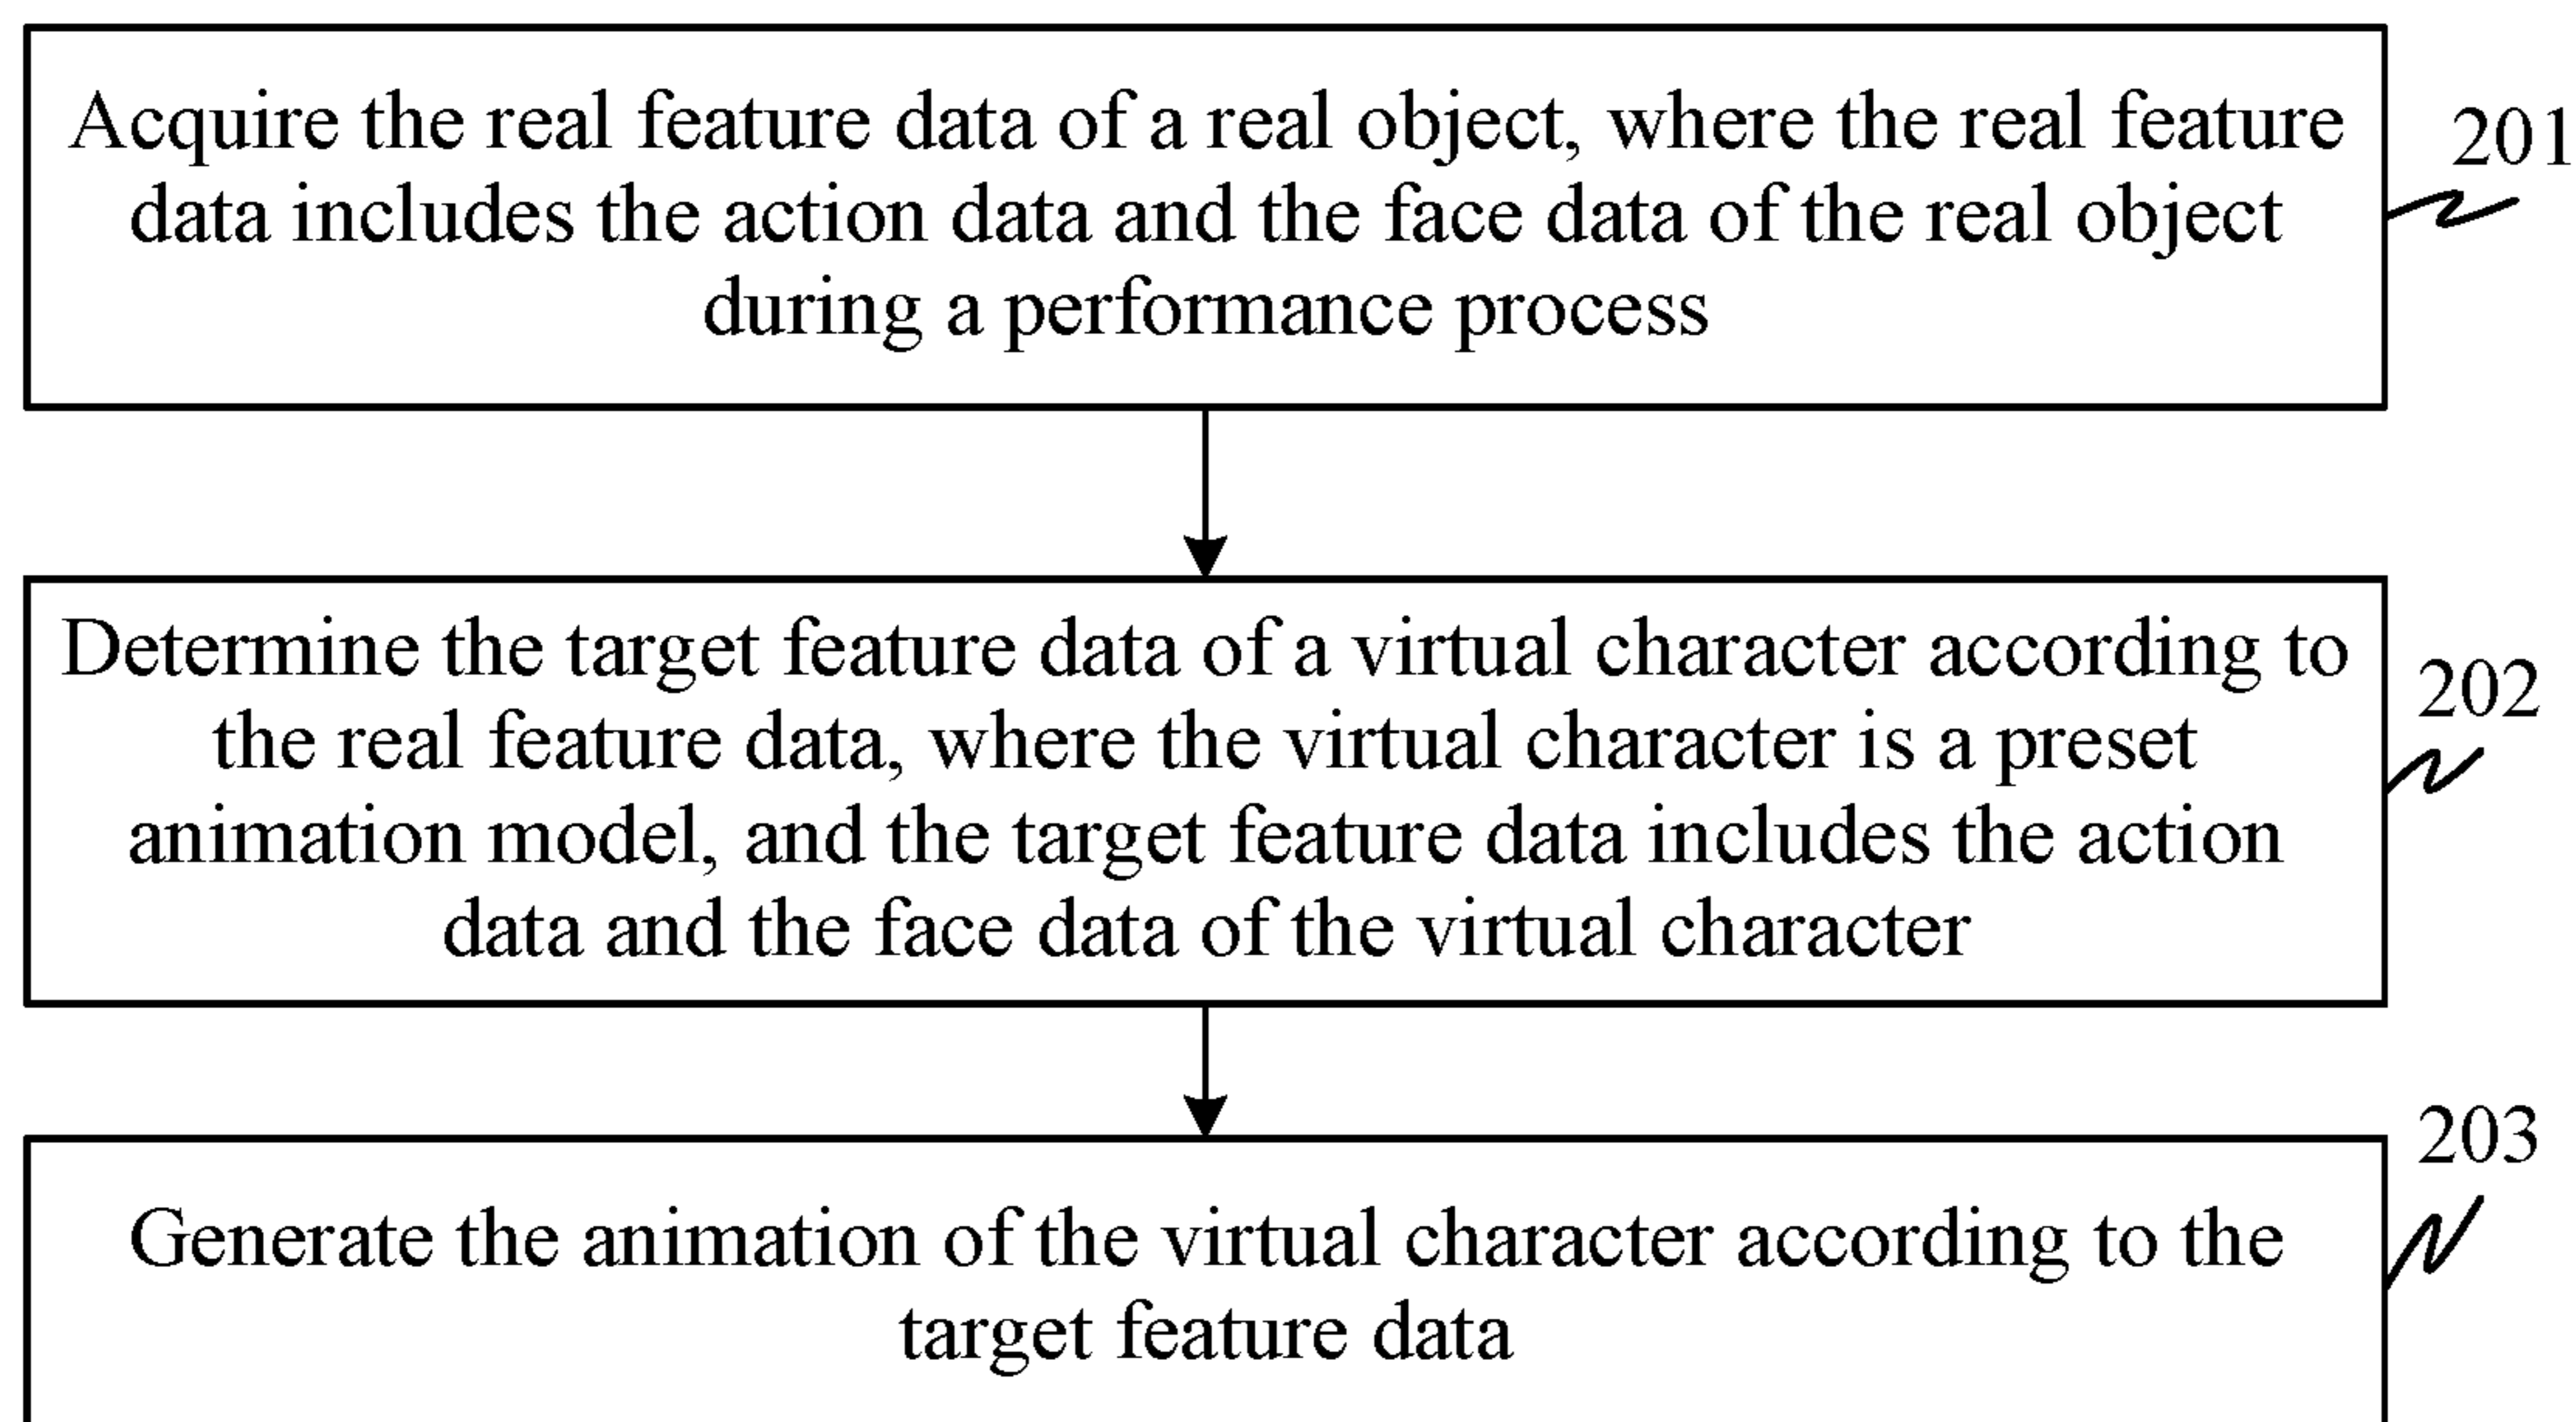 Acquire the real feature data of a real object, where the real feature
data includes the action data and the face data of the real object
during a performance process
201
Determine the target feature data of a virtual character according to
the real feature data, where the virtual character is a preset
animation model, and the target feature data includes the action
data and the face data of the virtual character
202
Generate the animation of the virtual character according to the
target feature data
203